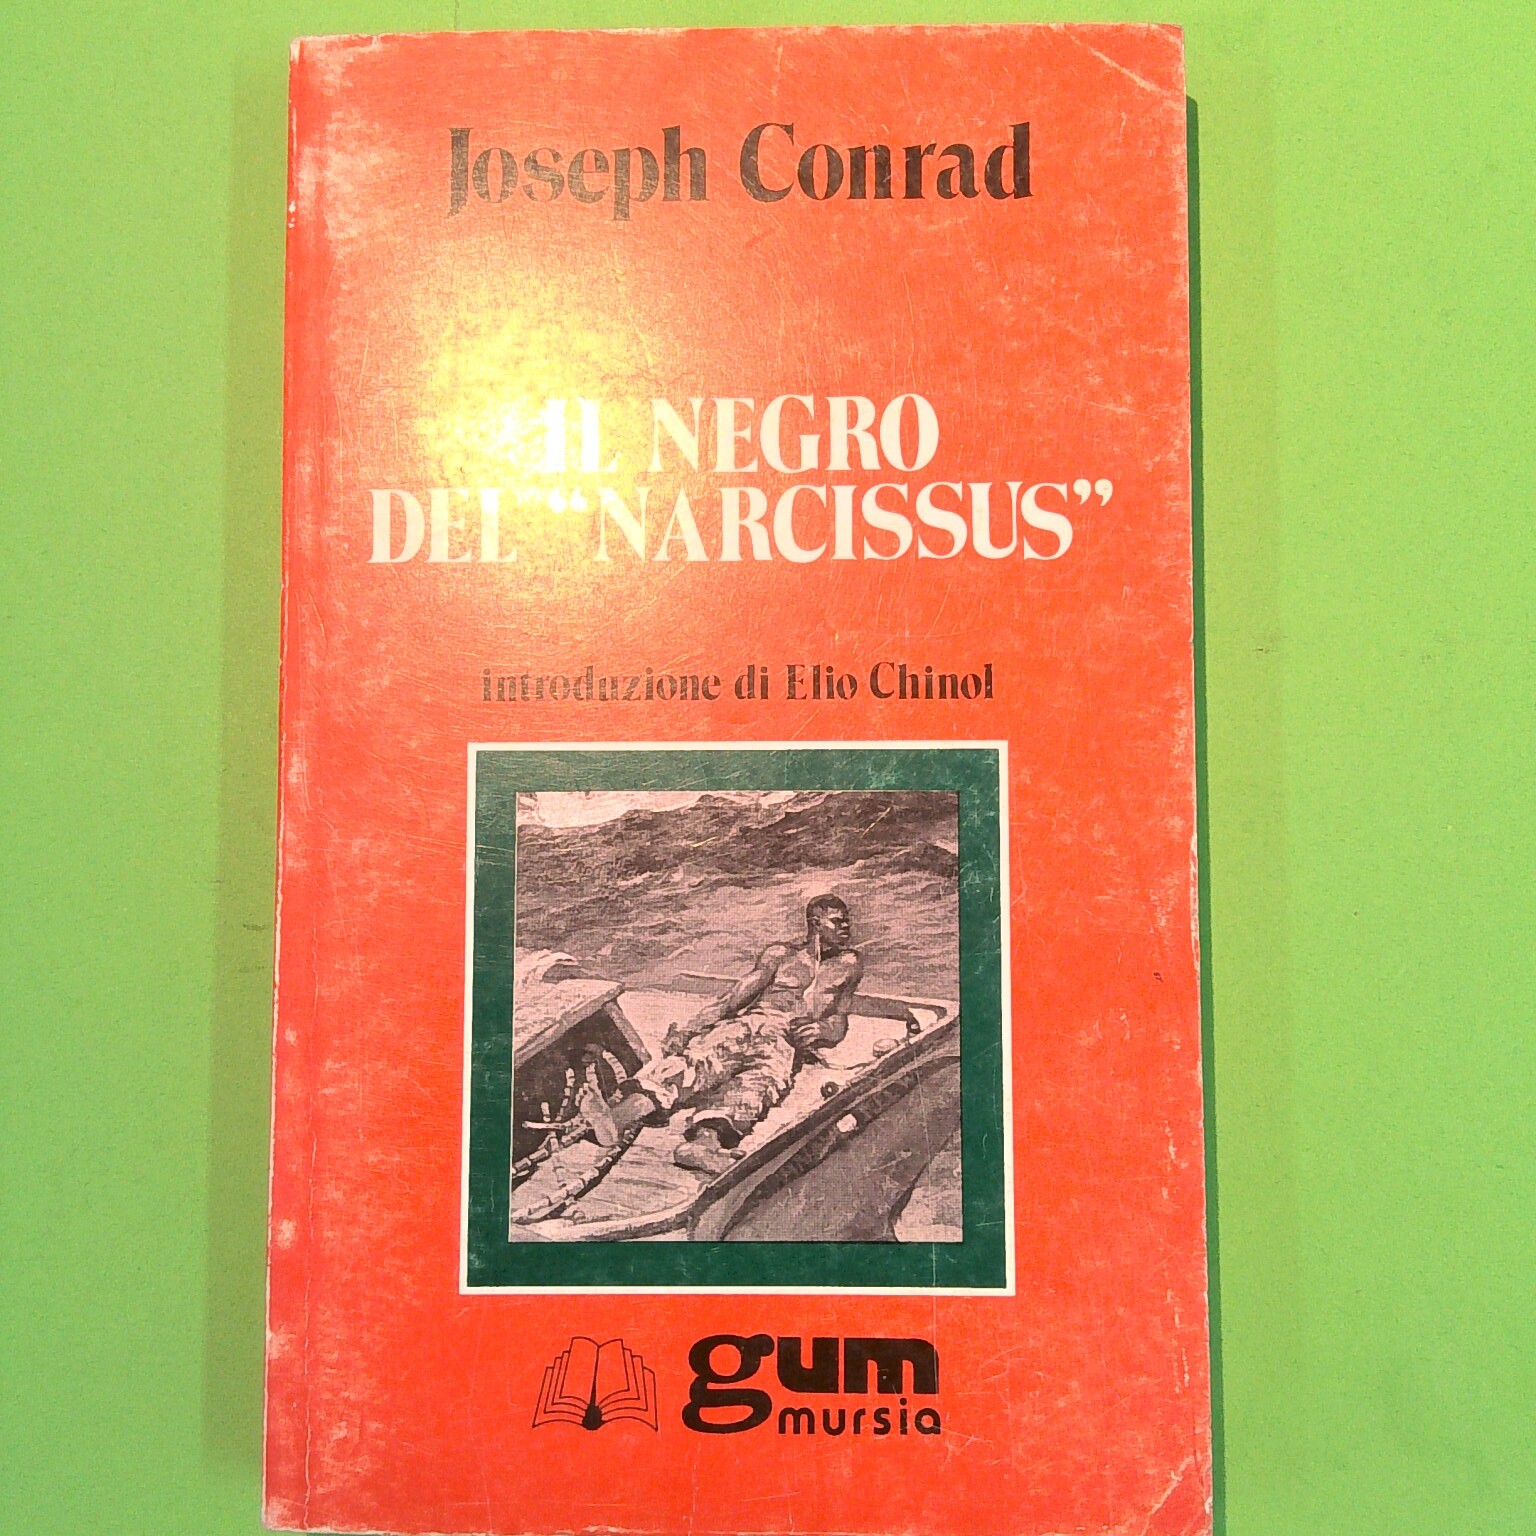 Joseph Conrad
IL NEGRO
DEL “NARCISSUS”
introduzione di Elio Chinol
gum
mursia